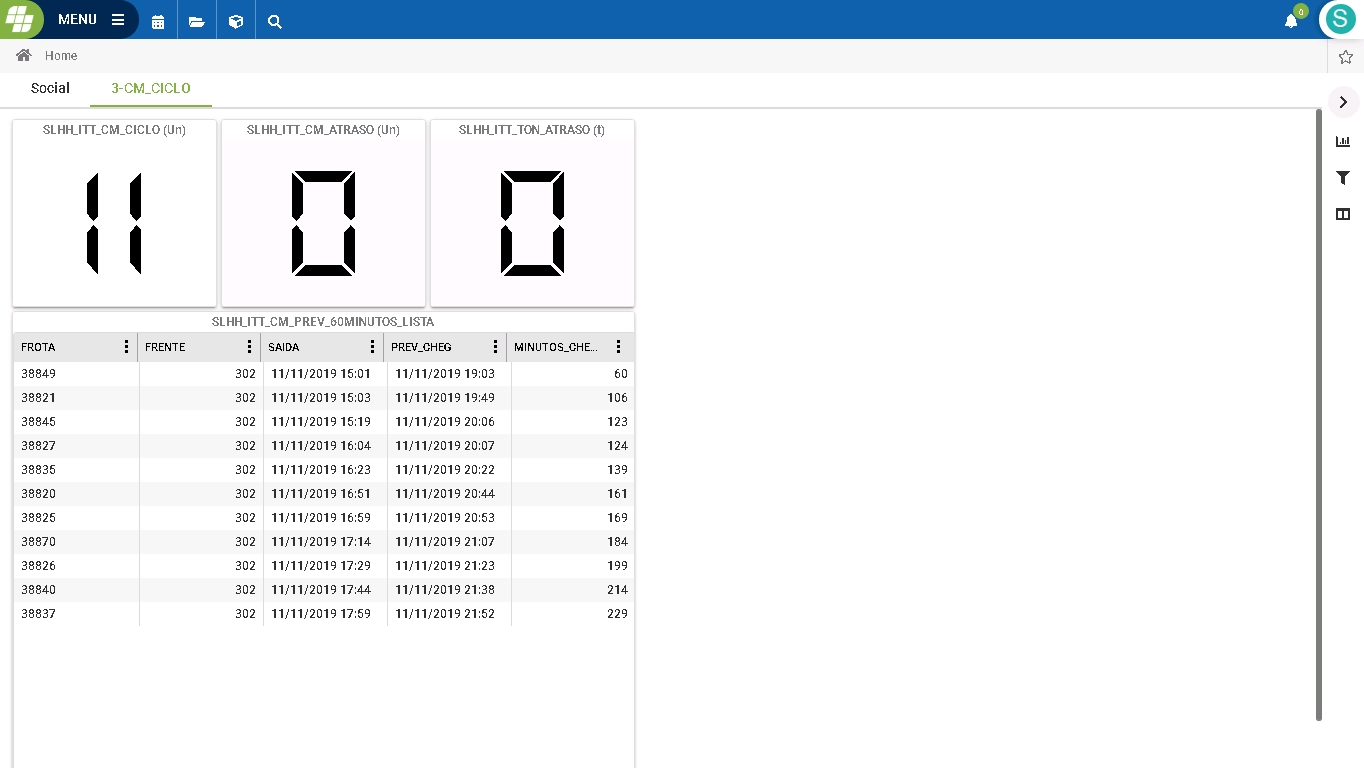 MENU
0
S
Home
Social 3-CM_CICLO
SLHH_ITT_CM_CICLO (Un) SLHH_ITT_CM_ATRASO (Un) SLHH_ITT_TON_ATRASO (t)
11 0 0
SLHH_ITT_CM_PREV_60MINUTOS_LISTA
FROTA FRENTE SAIDA PREV_CHEG MINUTOS_CHE...
38849 302 11/11/2019 15:01 11/11/2019 19:03 60
38821 302 11/11/2019 15:03 11/11/2019 19:49 106
38845 302 11/11/2019 15:19 11/11/2019 20:06 123
38827 302 11/11/2019 16:04 11/11/2019 20:07 124
38835 302 11/11/2019 16:23 11/11/2019 20:22 139
38820 302 11/11/2019 16:51 11/11/2019 20:44 161
38825 302 11/11/2019 16:59 11/11/2019 20:53 169
38870 302 11/11/2019 17:14 11/11/2019 21:07 184
38826 302 11/11/2019 17:29 11/11/2019 21:23 199
38840 302 11/11/2019 17:44 11/11/2019 21:38 214
38837 302 11/11/2019 17:59 11/11/2019 21:52 229